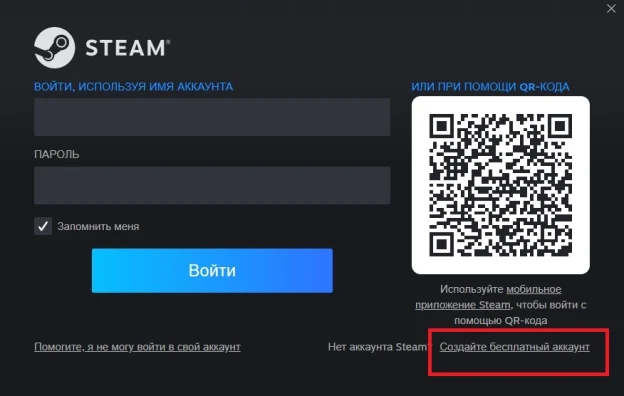 STEAM®
ВОЙТИ, ИСПОЛЬЗУЯ ИМЯ АККАУНТА
ПАРОЛЬ
Запомнить меня
Войти
Помогите, я не могу войти в свой аккаунт
ИЛИ ПРИ ПОМОЩИ QR-КОДА
Используйте мобильное
приложение Steam, чтобы войти с
помощью QR-кода
Нет аккаунта Steam? Создайте бесплатный аккаунт